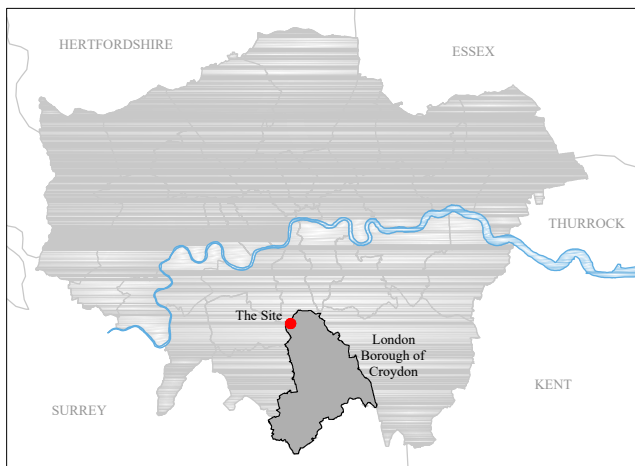 HERTFORDSHIRE
ESSEX
THURROCK
The Site
London
Borough of
Croydon
KENT
SURREY